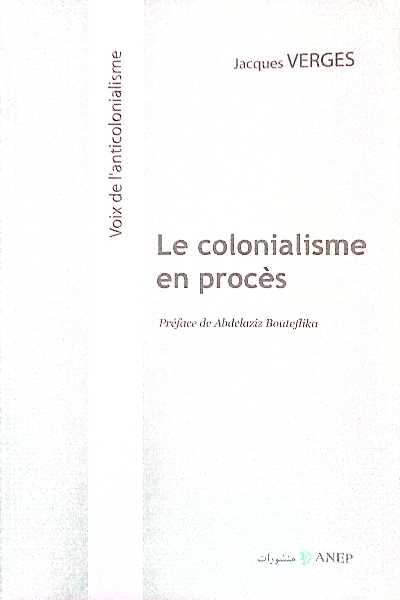 Jacques VERGES
Voix de l'anticolonialisme
Le colonialisme
en procès
Préface de Abdelaziz Bouteflika
منشورات ANEP